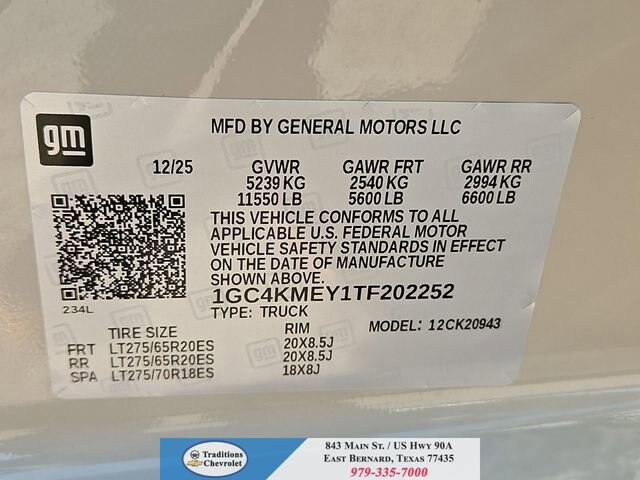 gm
MFD BY GENERAL MOTORS LLC
12/25 GVWR GAWR FRT GAWR RR
5239 KG 2540 KG 2994 KG
11550 LB 5600 LB 6600 LB
THIS VEHICLE CONFORMS TO ALL
APPLICABLE U.S. FEDERAL MOTOR
VEHICLE SAFETY STANDARDS IN EFFECT
ON THE DATE OF MANUFACTURE
SHOWN ABOVE.
1GC4KMEY1TF202252
234L
TYPE: TRUCK MODEL: 12CK20943
TIRE SIZE RIM
FRT LT275/65R20ES 20X8.5J
RR LT275/65R20ES 20X8.5J
SPA LT275/70R18ES 18X8J
Traditions
Chevrolet
843 Main St. / US Hwy 90A
East Bernard, Texas 77435
979-335-7000